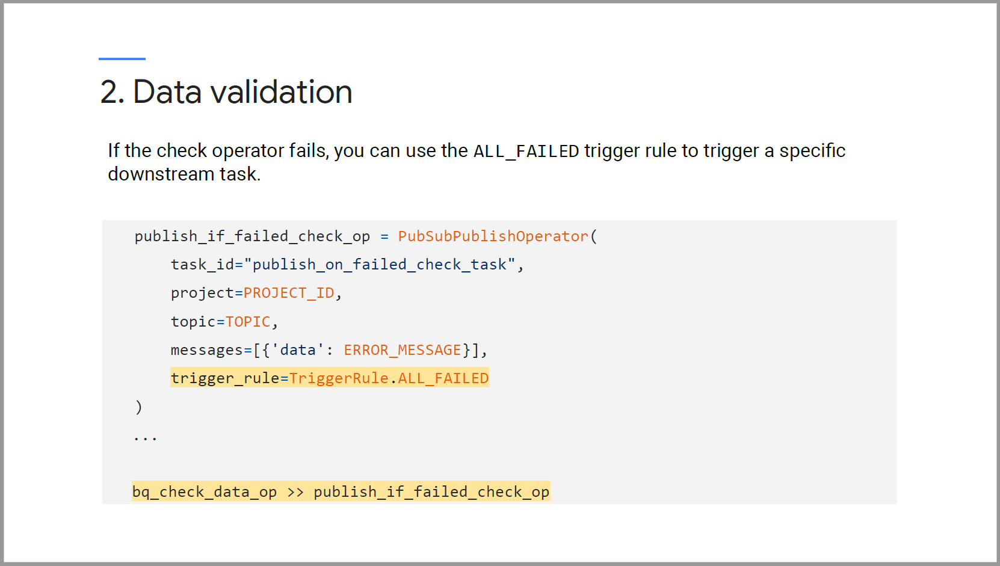 2. Data validation
If the check operator fails, you can use the ALL_FAILED trigger rule to trigger a specific
downstream task.
publish_if_failed_check_op = PubSubPublishOperator(
    task_id="publish_on_failed_check_task",
    project=PROJECT_ID,
    topic=TOPIC,
    messages=[{'data': ERROR_MESSAGE}],
    trigger_rule=TriggerRule.ALL_FAILED
)
...
bq_check_data_op >> publish_if_failed_check_op